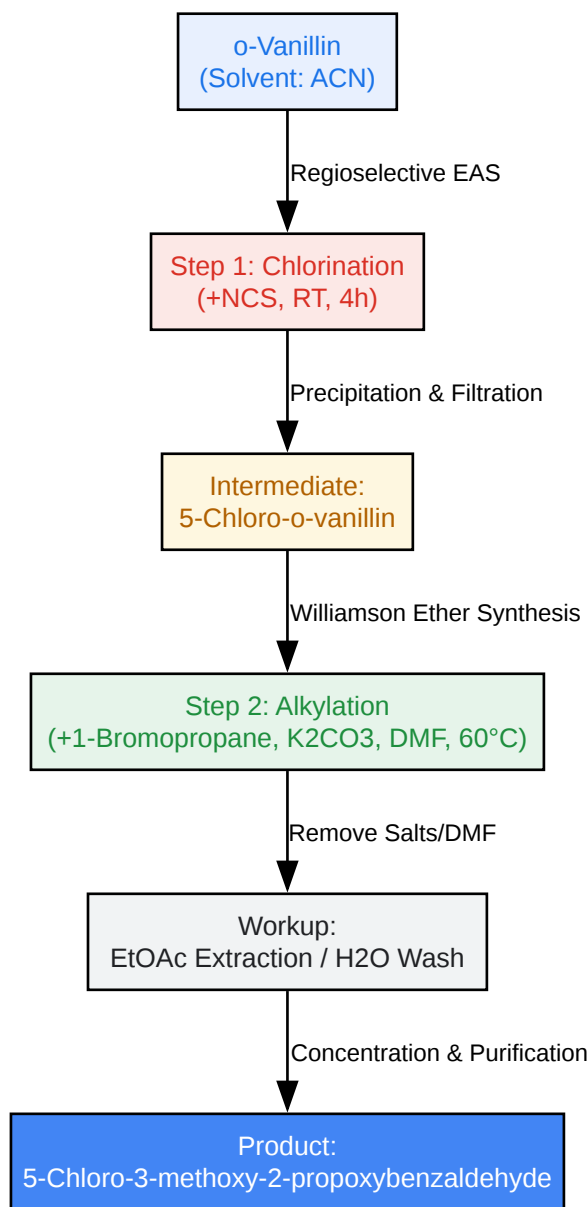 o-Vanillin
(Solvent: ACN)
Regioselective EAS
Step 1: Chlorination
(+NCS, RT, 4h)
Precipitation & Filtration
Intermediate:
5-Chloro-o-vanillin
Williamson Ether Synthesis
Step 2: Alkylation
(+1-Bromopropane, K2CO3, DMF, 60°C)
Remove Salts/DMF
Workup:
EtOAc Extraction / H2O Wash
Concentration & Purification
Product:
5-Chloro-3-methoxy-2-propoxybenzaldehyde